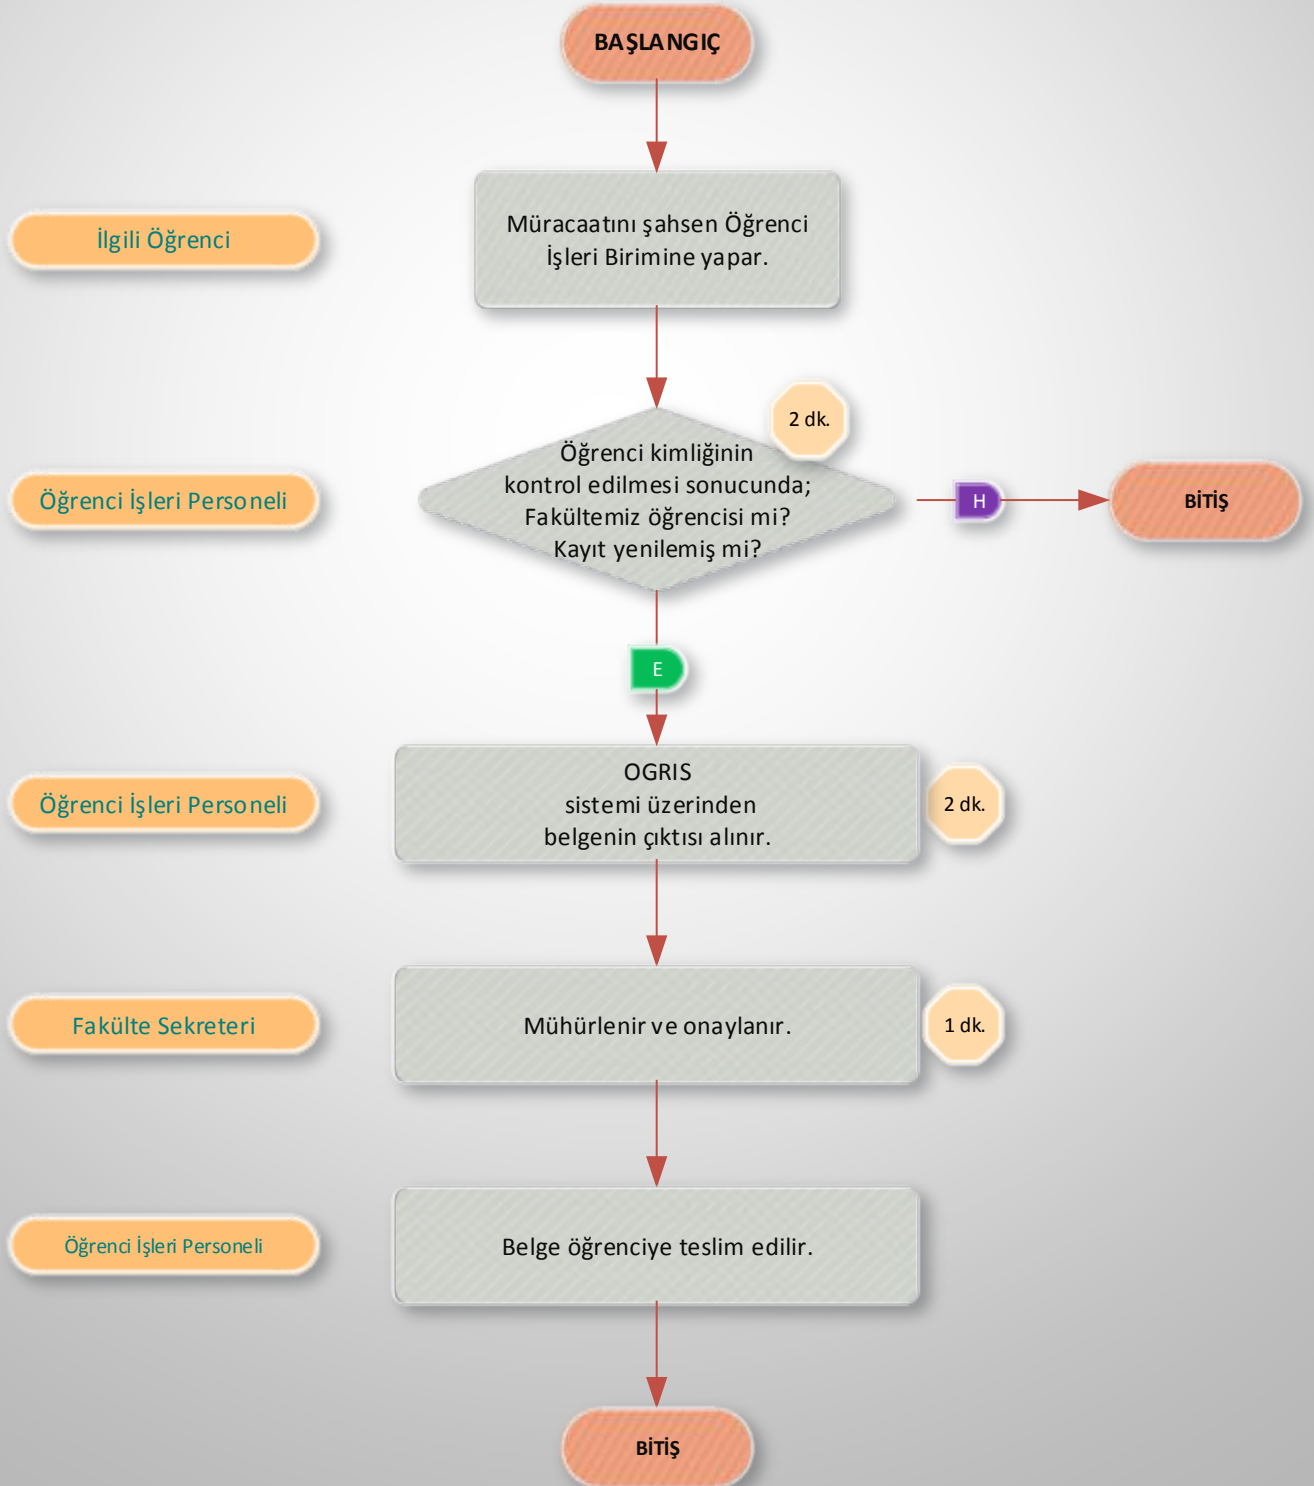 BAŞLANGIÇ
İlgili Öğrenci
Müracaatını şahsen Öğrenci
İşleri Birimine yapar.
2 dk.
Öğrenci İşleri Personeli
Öğrenci kimliğinin
kontrol edilmesi sonucunda;
Fakültemiz öğrencisi mi?
Kayıt yenilemiş mi?
H
BİTİŞ
E
Öğrenci İşleri Personeli
OGRIS
sistemi üzerinden
belgenin çıktısı alınır.
2 dk.
Fakülte Sekreteri
Mühürlenir ve onaylanır.
1 dk.
Öğrenci İşleri Personeli
Belge öğrenciye teslim edilir.
BİTİŞ